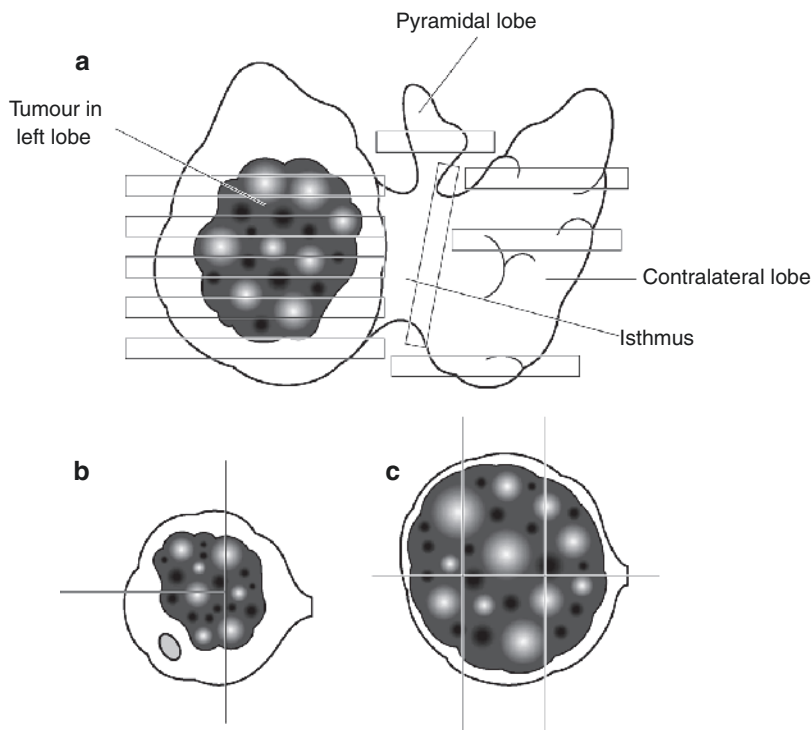 Pyramidal lobe
a
Tumour in
left lobe
Contralateral lobe
Isthmus
b
c